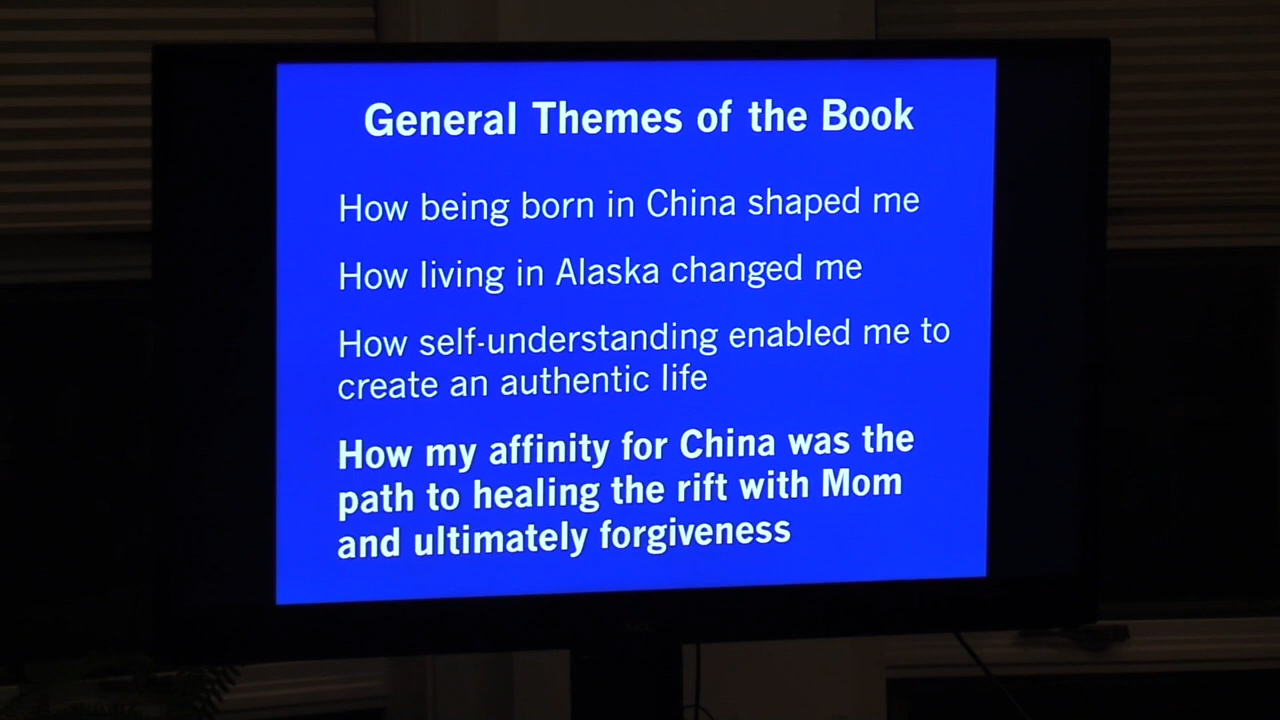 General Themes of the Book
How being born in China shaped me
How living in Alaska changed me
How self-understanding enabled me to
create an authentic life
How my affinity for China was the
path to healing the rift with Mom
and ultimately forgiveness